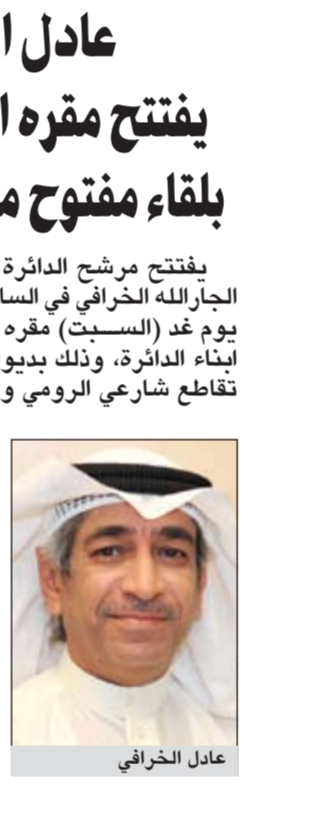 عادل ا
يفتتح مقره ا
بلقاء مفتوح م
يفتتح مرشح الدائرة
الجارالله الخرافي في السا
يوم غد (السبت) مقره
ابناء الدائرة، وذلك بديوا
تقاطع شارعي الرومي و
عادل الخرافي